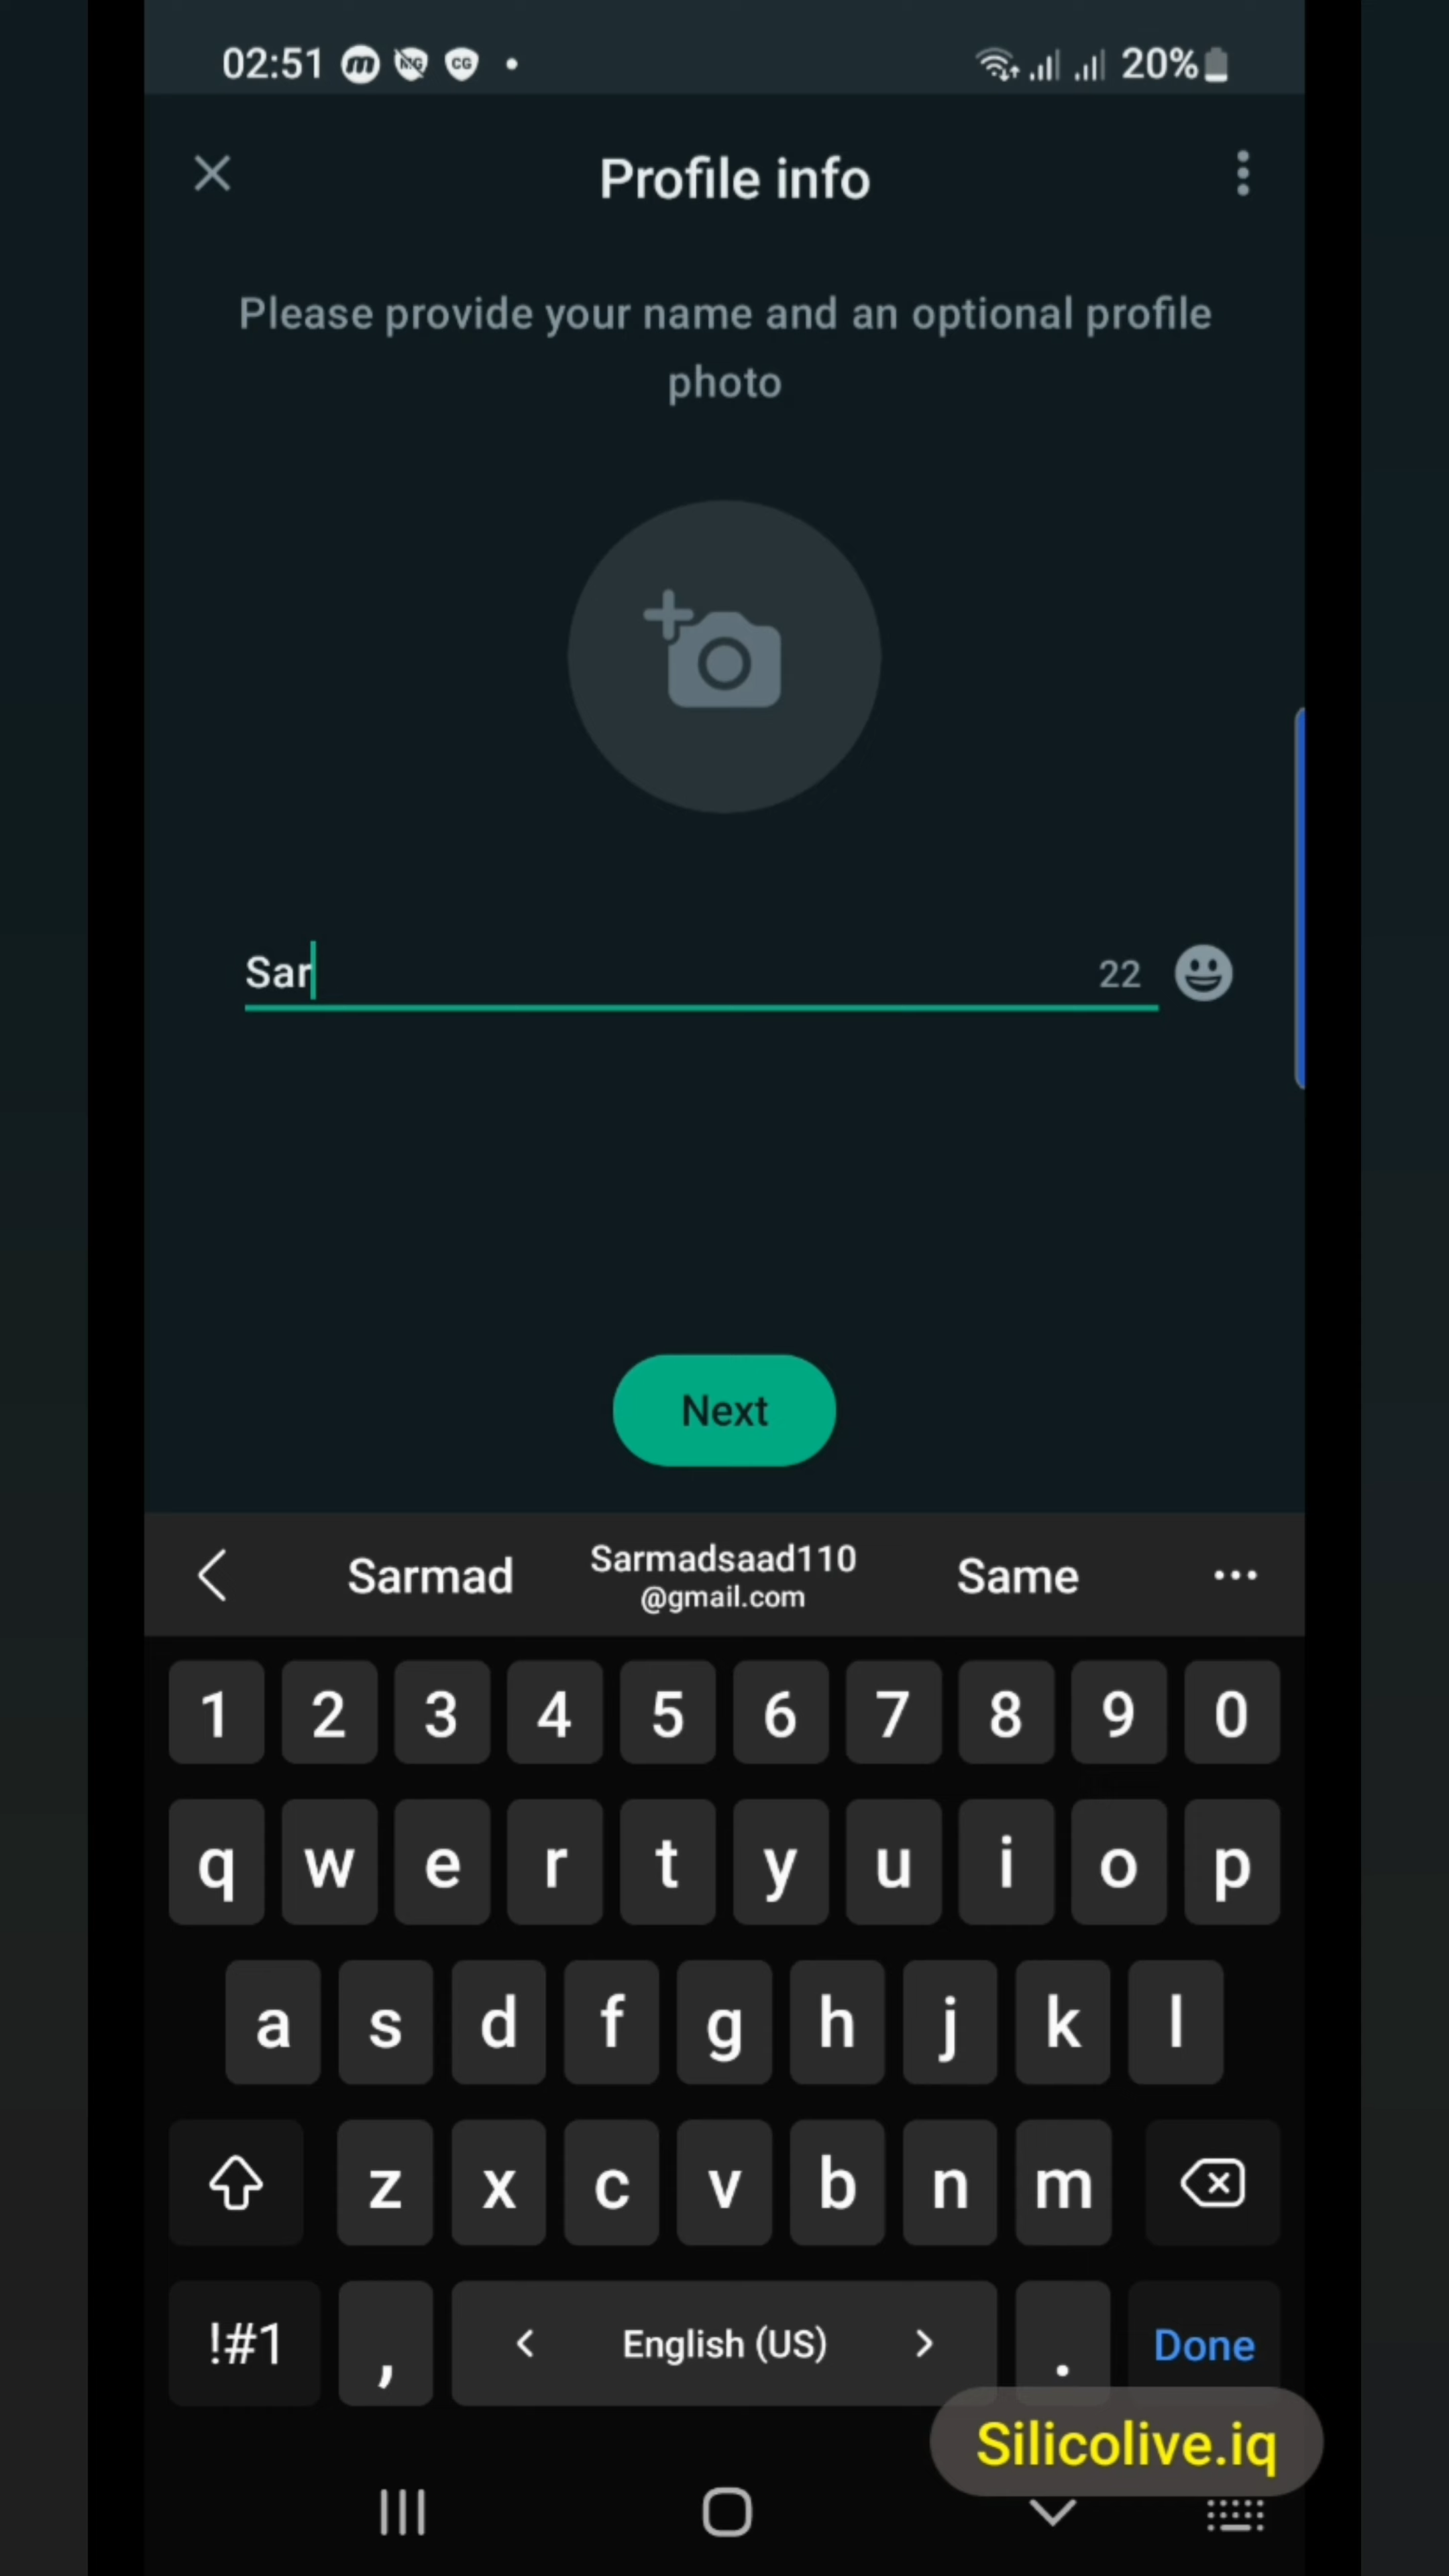 02:51 m NG CG 20%
Profile info
Please provide your name and an optional profile
photo
Sar 22
Next
Sarmad Sarmadsaad110 Same
@gmail.com
1 2 3 4 5 6 7 8 9 0
q w e r t y u i o p
a s d f g h j k l
z x c v b n m
!#1 , < English (US) > . Done
Silicolive.iq